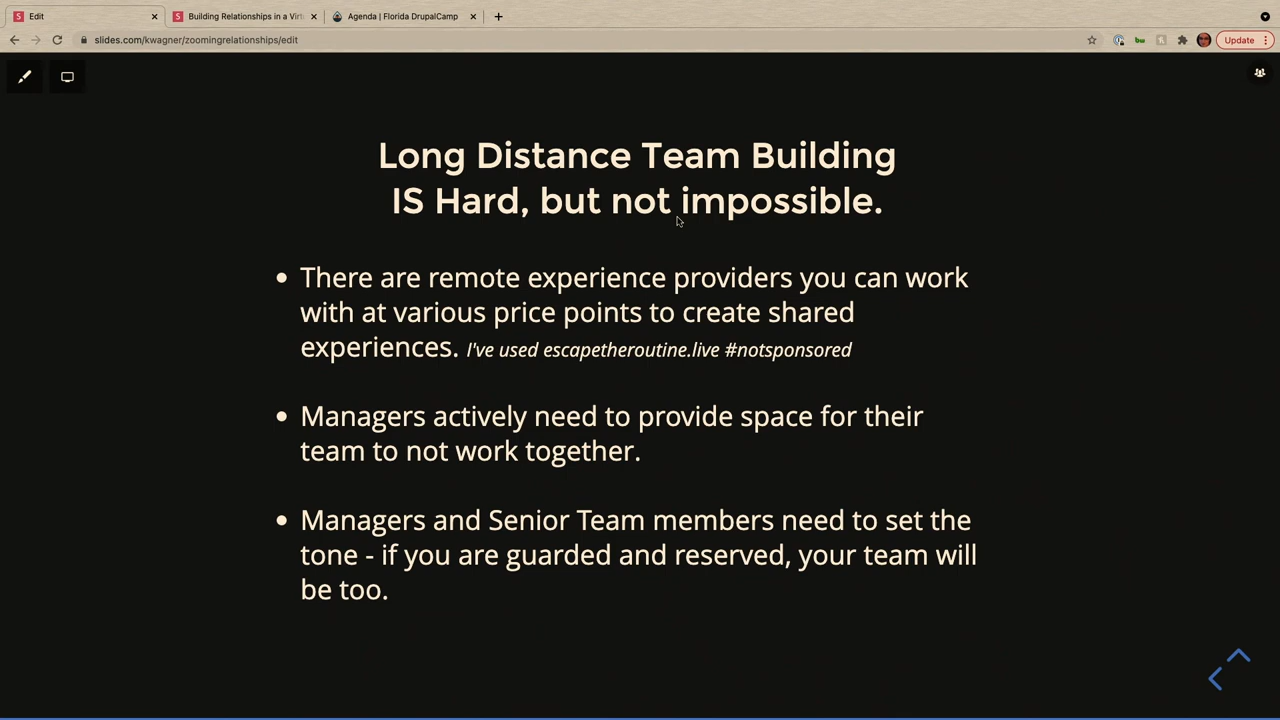 Edit
Building Relationships in a Virt
Agenda | Florida DrupalCamp
slides.com/kwagner/zoomingrelationships/edit
bw
Update
Long Distance Team Building
IS Hard, but not impossible.
• There are remote experience providers you can work
with at various price points to create shared
experiences. I've used escapetheroutine.live #notsponsored
• Managers actively need to provide space for their
team to not work together.
• Managers and Senior Team members need to set the
tone - if you are guarded and reserved, your team will
be too.